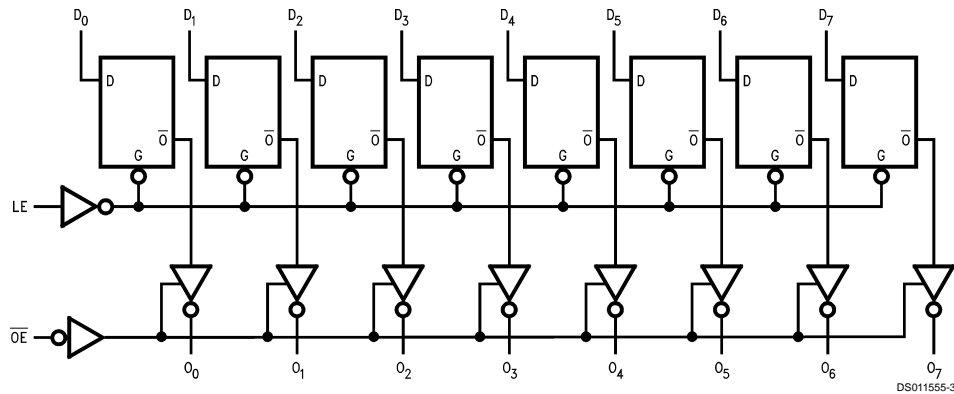 D0 D1 D2 D3 D4 D5 D6 D7
D D D D D D D D
O̅ O̅ O̅ O̅ O̅ O̅ O̅ O̅
G G G G G G G G
LE
O̅E̅
O0 O1 O2 O3 O4 O5 O6 O7
DS011555-3